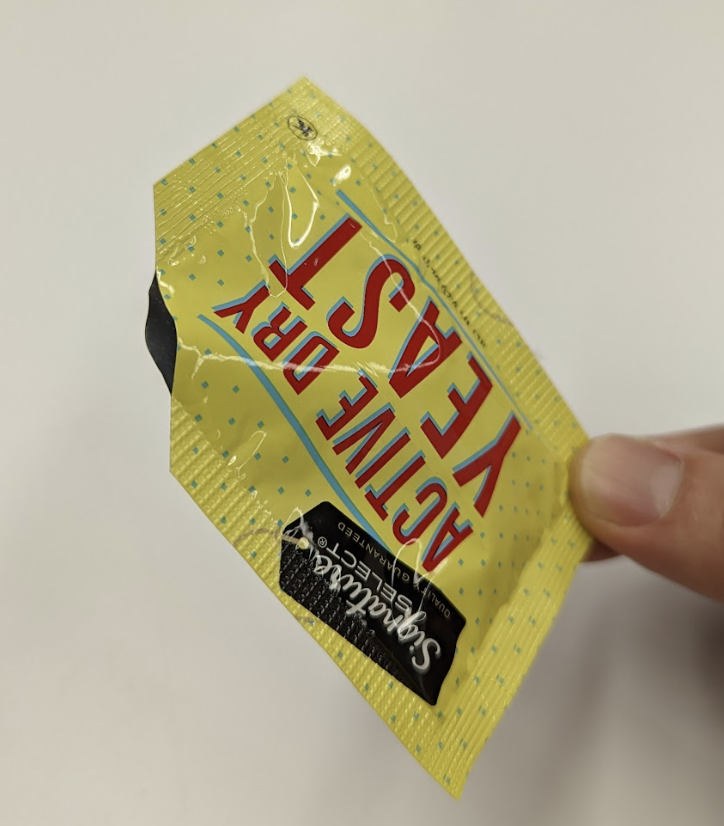 Signature
SELECT®
QUALITY GUARANTEED
ACTIVE DRY
YEAST
K